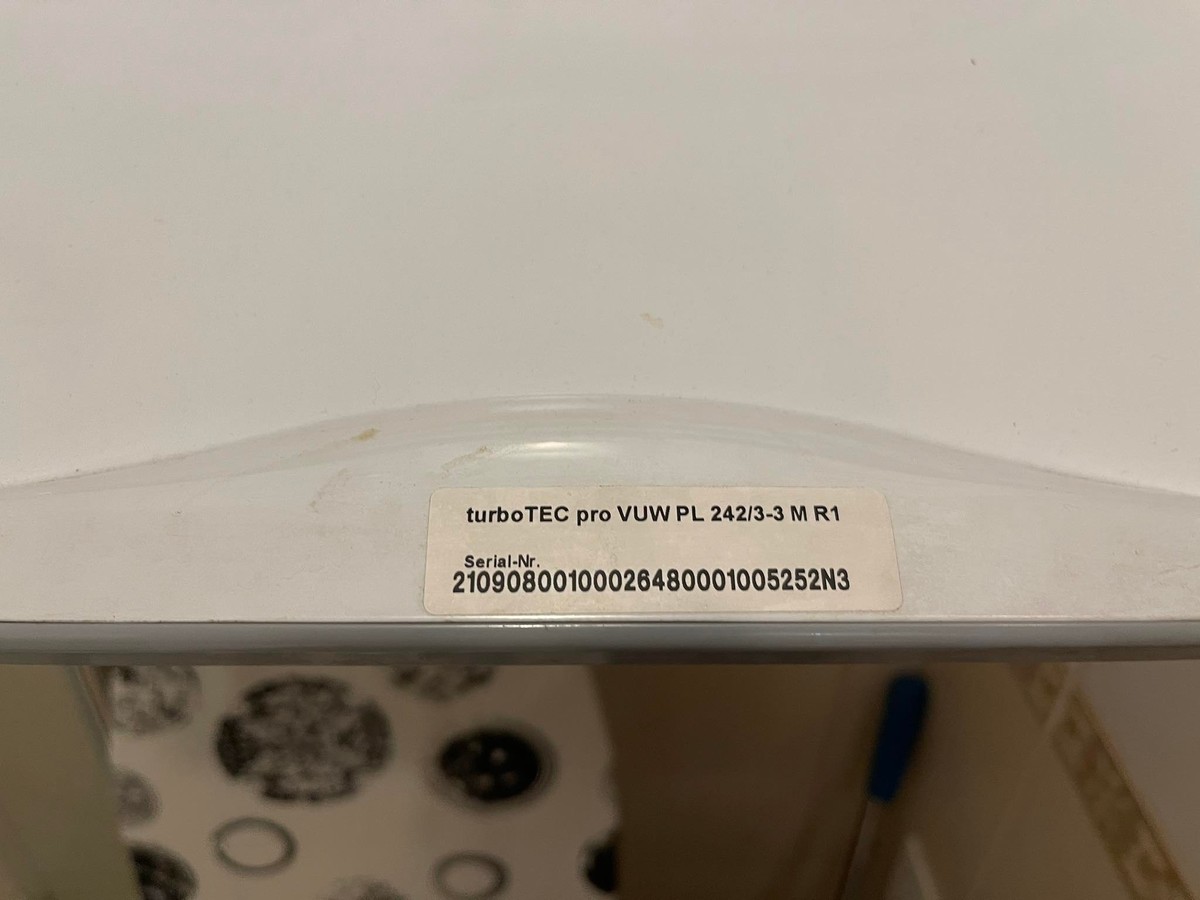 turboTEC pro VUW PL 242/3-3 M R1
Serial-Nr.
21090800100026480001005252N3